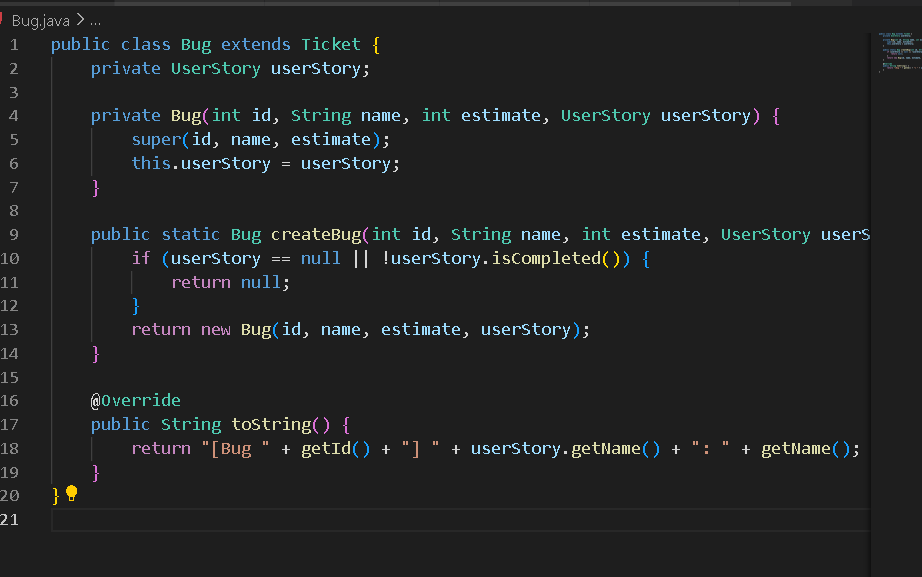 Bug.java > ...
1 public class Bug extends Ticket {
2     private UserStory userStory;
3
4     private Bug(int id, String name, int estimate, UserStory userStory) {
5         super(id, name, estimate);
6         this.userStory = userStory;
7     }
8
9     public static Bug createBug(int id, String name, int estimate, UserStory userS
10         if (userStory == null || !userStory.isCompleted()) {
11             return null;
12         }
13         return new Bug(id, name, estimate, userStory);
14     }
15
16     @Override
17     public String toString() {
18         return "[Bug " + getId() + "] " + userStory.getName() + ": " + getName();
19     }
20 }
21